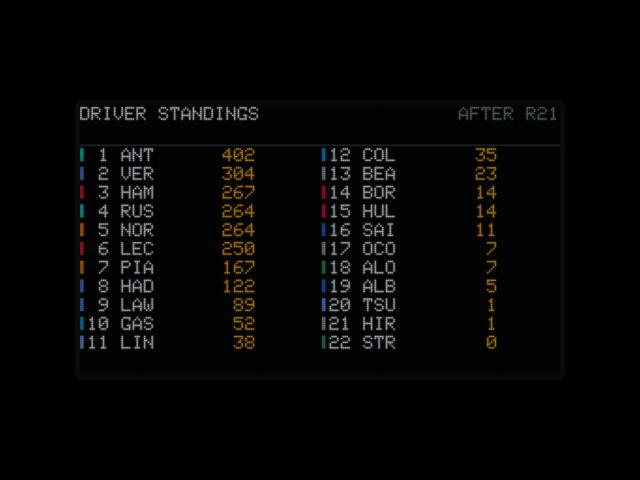 DRIVER STANDINGS AFTER R21
1 ANT 402
2 VER 304
3 HAM 267
4 RUS 264
5 NOR 264
6 LEC 250
7 PIA 167
8 HAD 122
9 LAW 89
10 GAS 52
11 LIN 38
12 COL 35
13 BEA 23
14 BOR 14
15 HUL 14
16 SAI 11
17 OCO 7
18 ALO 7
19 ALB 5
20 TSU 1
21 HIR 1
22 STR 0